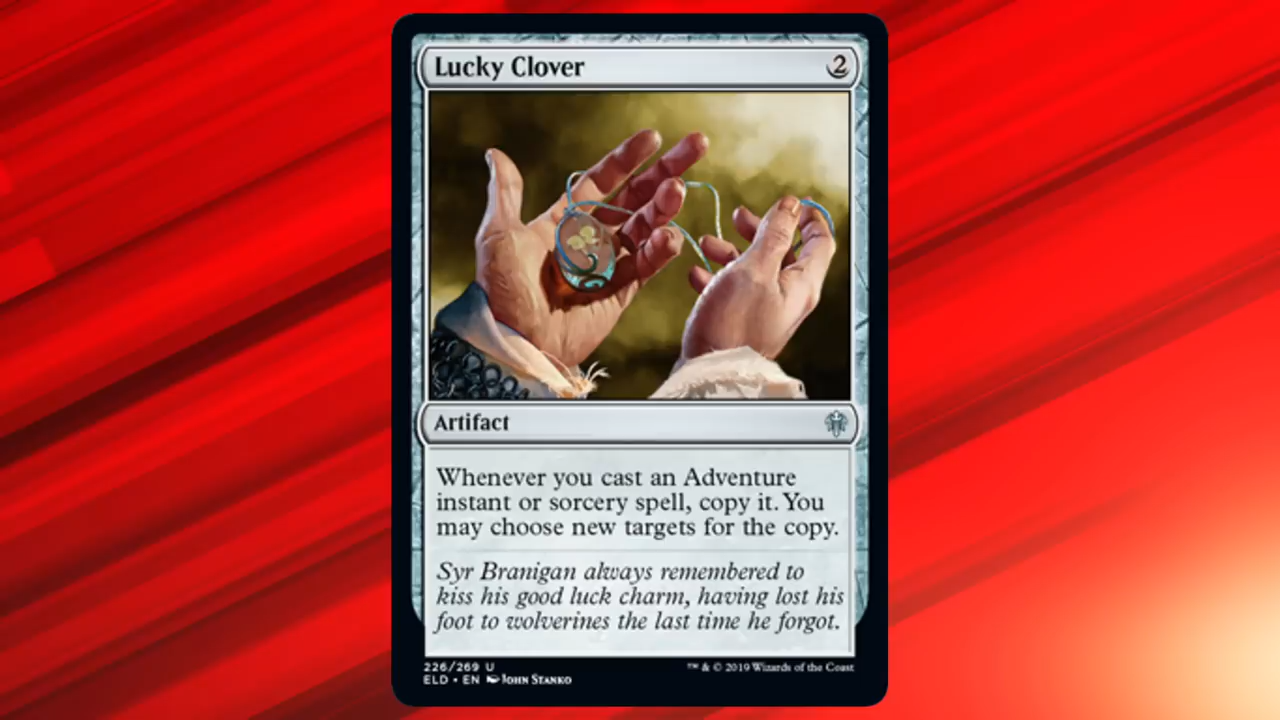 Lucky Clover 2
Artifact
Whenever you cast an Adventure
instant or sorcery spell, copy it. You
may choose new targets for the copy.
Syr Branigan always remembered to
kiss his good luck charm, having lost his
foot to wolverines the last time he forgot.
226/269 U
™ & © 2019 Wizards of the Coast
ELD • EN John Stanko